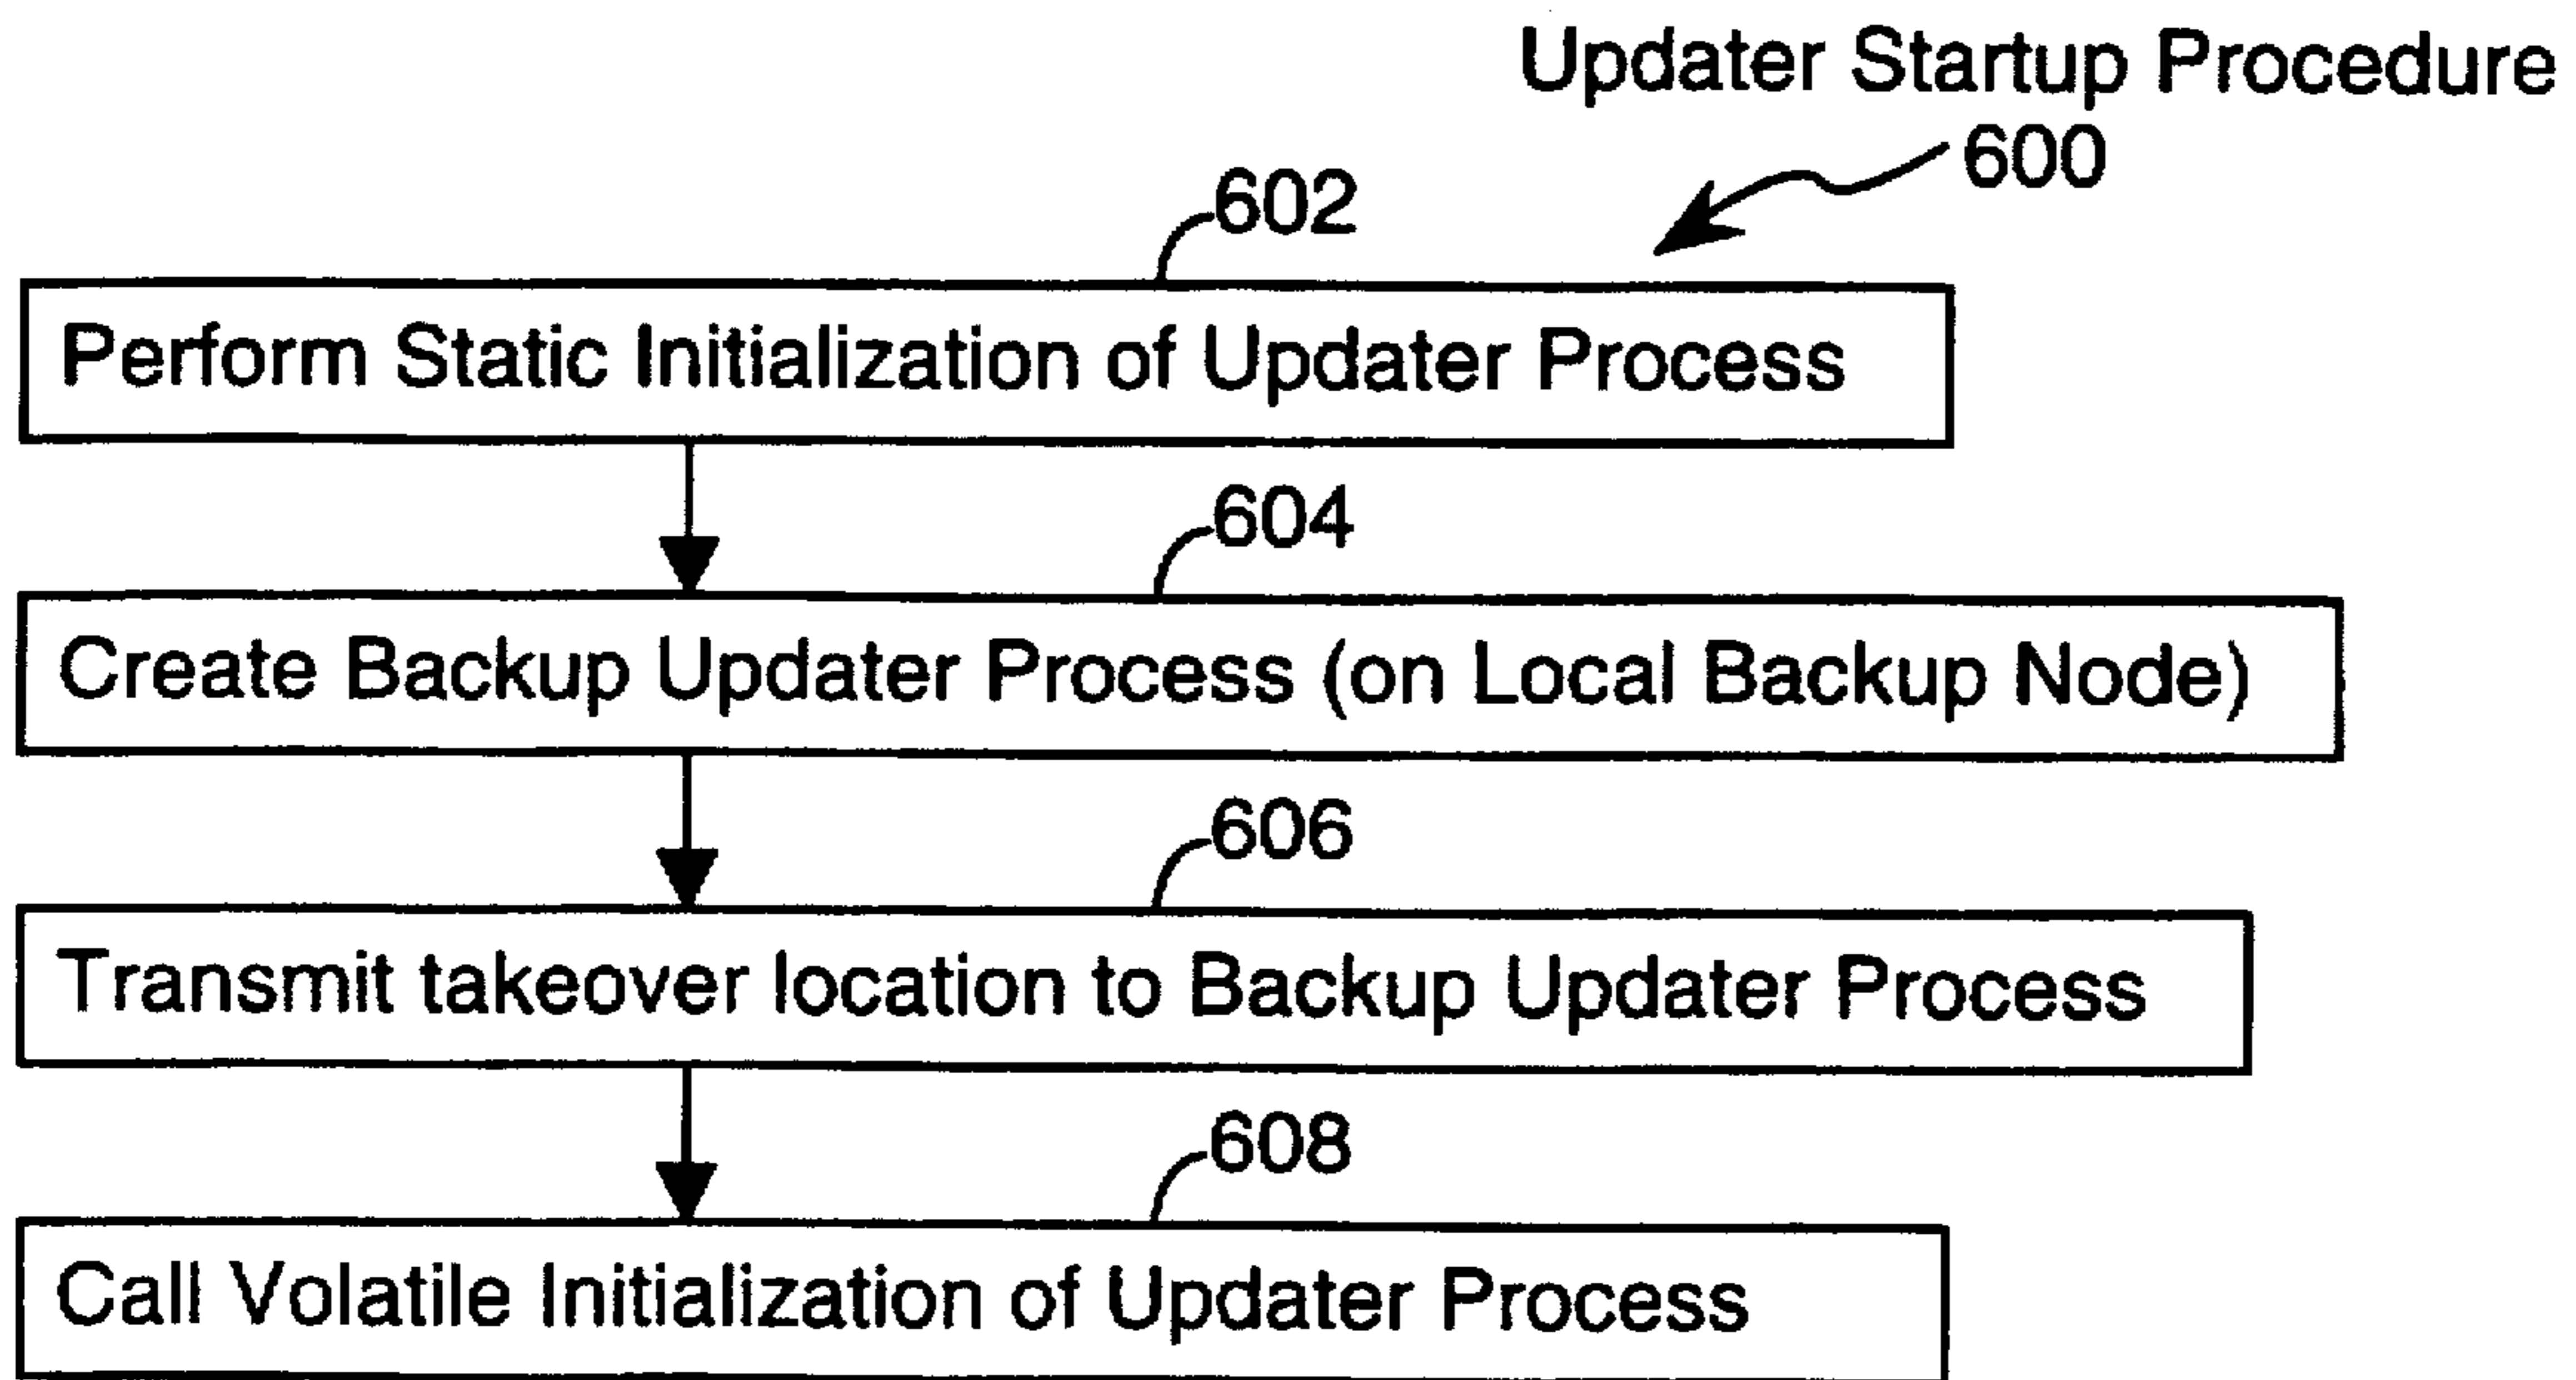 Updater Startup Procedure
600
602
Perform Static Initialization of Updater Process
604
Create Backup Updater Process (on Local Backup Node)
606
Transmit takeover location to Backup Updater Process
608
Call Volatile Initialization of Updater Process